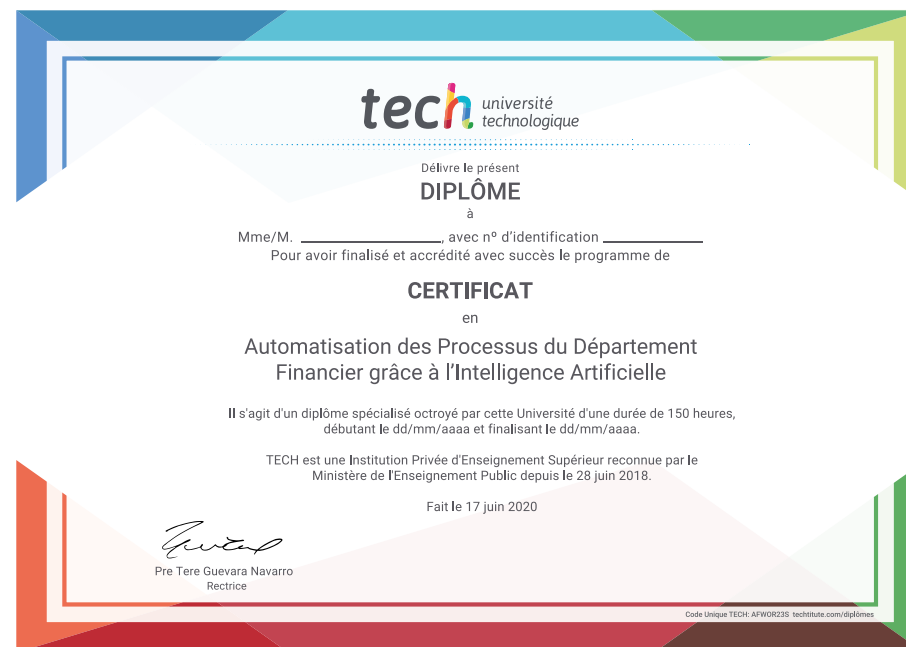 tech université
technologique
Délivre le présent
DIPLÔME
à
Mme/M. ____________________, avec nº d'identification ______________
Pour avoir finalisé et accrédité avec succès le programme de
CERTIFICAT
en
Automatisation des Processus du Département
Financier grâce à l'Intelligence Artificielle
Il s'agit d'un diplôme spécialisé octroyé par cette Université d'une durée de 150 heures,
débutant le dd/mm/aaaa et finalisant le dd/mm/aaaa.
TECH est une Institution Privée d'Enseignement Supérieur reconnue par le
Ministère de l'Enseignement Public depuis le 28 juin 2018.
Fait le 17 juin 2020
Pre Tere Guevara Navarro
Rectrice
Code Unique TECH: AFWOR23S techtitute.com/diplômes